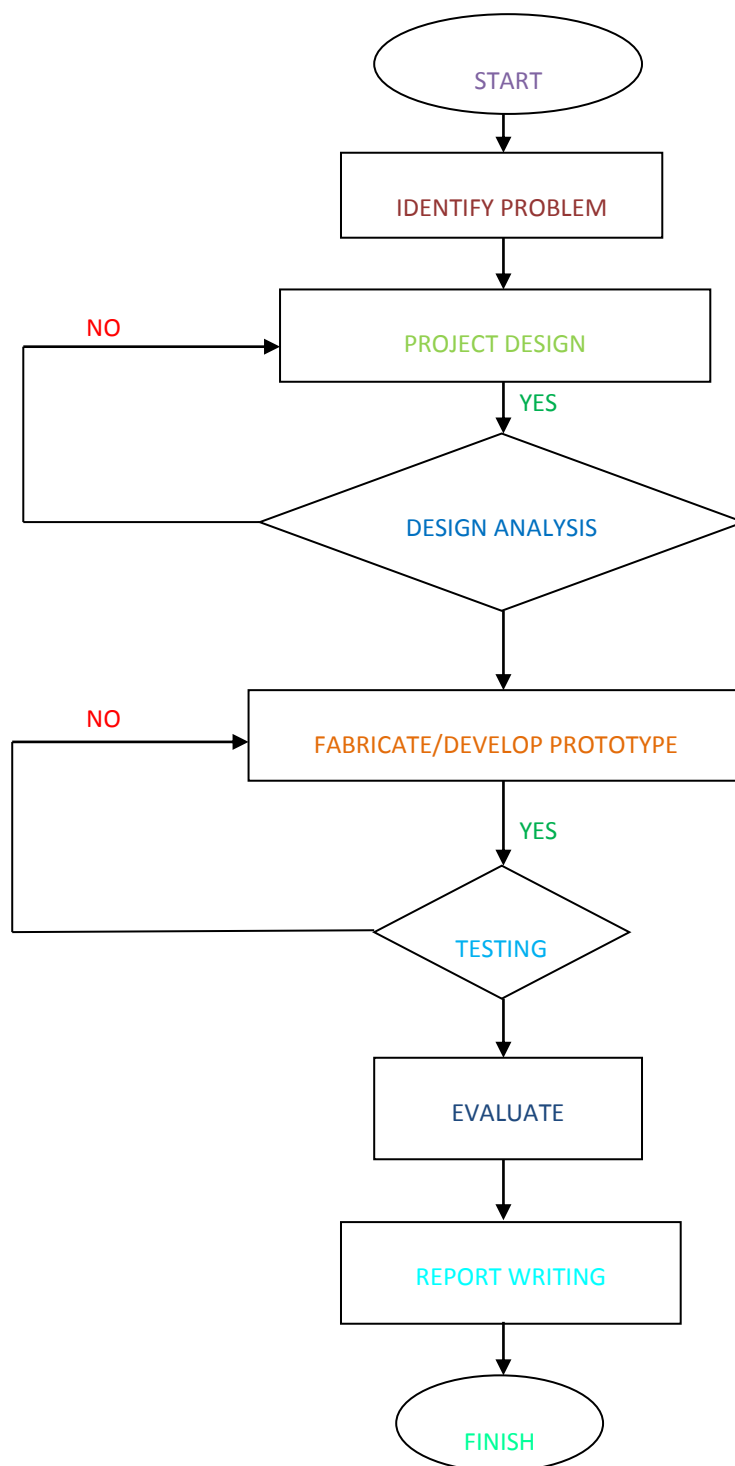 START
IDENTIFY PROBLEM
NO
PROJECT DESIGN
YES
DESIGN ANALYSIS
NO
FABRICATE/DEVELOP PROTOTYPE
YES
TESTING
EVALUATE
REPORT WRITING
FINISH